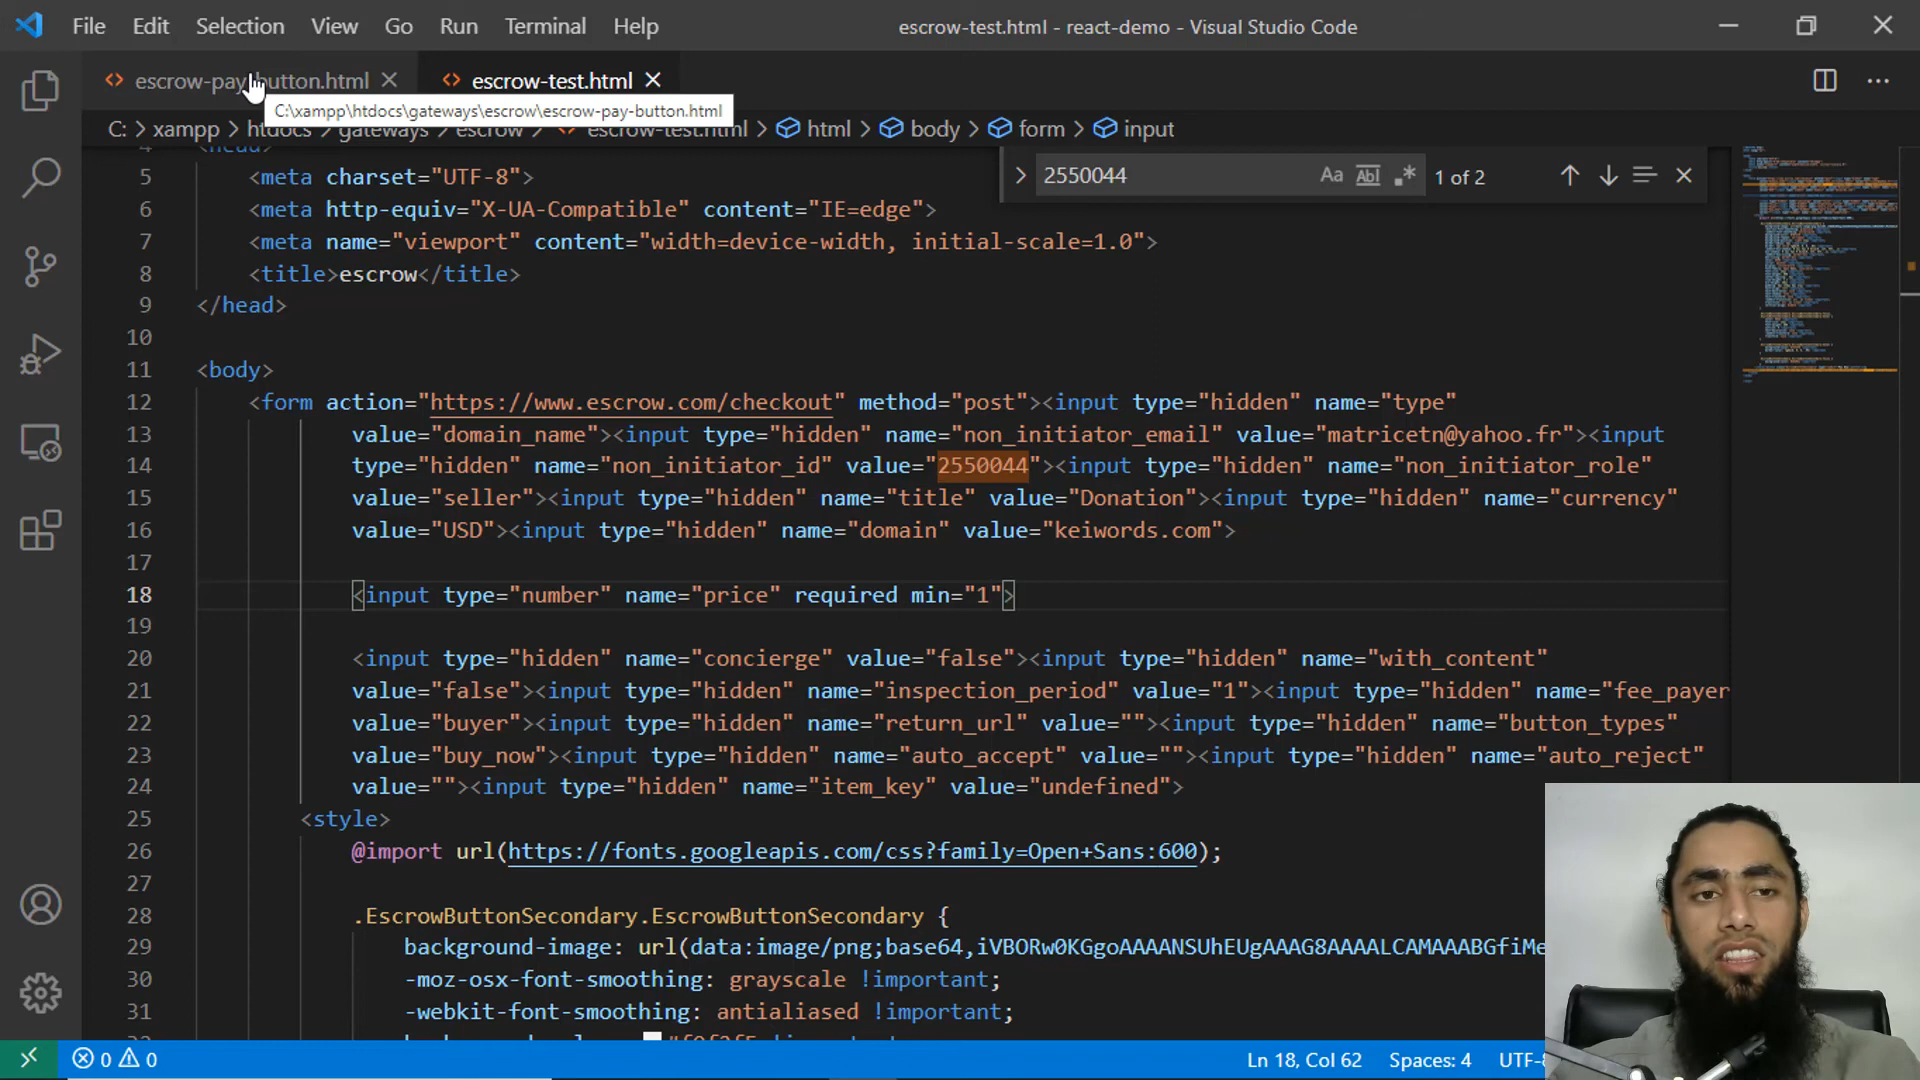 File Edit Selection View Go Run Terminal Help escrow-test.html - react-demo - Visual Studio Code
escrow-pay-button.html escrow-test.html
C:\xampp\htdocs\gateways\escrow\escrow-pay-button.html
C: > xampp > htdocs > gateways > escrow > escrow-test.html > html > body > form > input
2550044 Aa Abl .* 1 of 2
4 <head>
5 <meta charset="UTF-8">
6 <meta http-equiv="X-UA-Compatible" content="IE=edge">
7 <meta name="viewport" content="width=device-width, initial-scale=1.0">
8 <title>escrow</title>
9 </head>
10
11 <body>
12 <form action="https://www.escrow.com/checkout" method="post"><input type="hidden" name="type"
13 value="domain_name"><input type="hidden" name="non_initiator_email" value="matricetn@yahoo.fr"><input
14 type="hidden" name="non_initiator_id" value="2550044"><input type="hidden" name="non_initiator_role"
15 value="seller"><input type="hidden" name="title" value="Donation"><input type="hidden" name="currency"
16 value="USD"><input type="hidden" name="domain" value="keiwords.com">
17
18 <input type="number" name="price" required min="1">
19
20 <input type="hidden" name="concierge" value="false"><input type="hidden" name="with_content"
21 value="false"><input type="hidden" name="inspection_period" value="1"><input type="hidden" name="fee_payer
22 value="buyer"><input type="hidden" name="return_url" value=""><input type="hidden" name="button_types"
23 value="buy_now"><input type="hidden" name="auto_accept" value=""><input type="hidden" name="auto_reject"
24 value=""><input type="hidden" name="item_key" value="undefined">
25 <style>
26 @import url(https://fonts.googleapis.com/css?family=Open+Sans:600);
27
28 .EscrowButtonSecondary.EscrowButtonSecondary {
29 background-image: url(data:image/png;base64,iVBORw0KGgoAAAANSUhEUgAAAG8AAAALCAMAAABGfiMe
30 -moz-osx-font-smoothing: grayscale !important;
31 -webkit-font-smoothing: antialiased !important;
0 0 Ln 18, Col 62 Spaces: 4 UTF-8